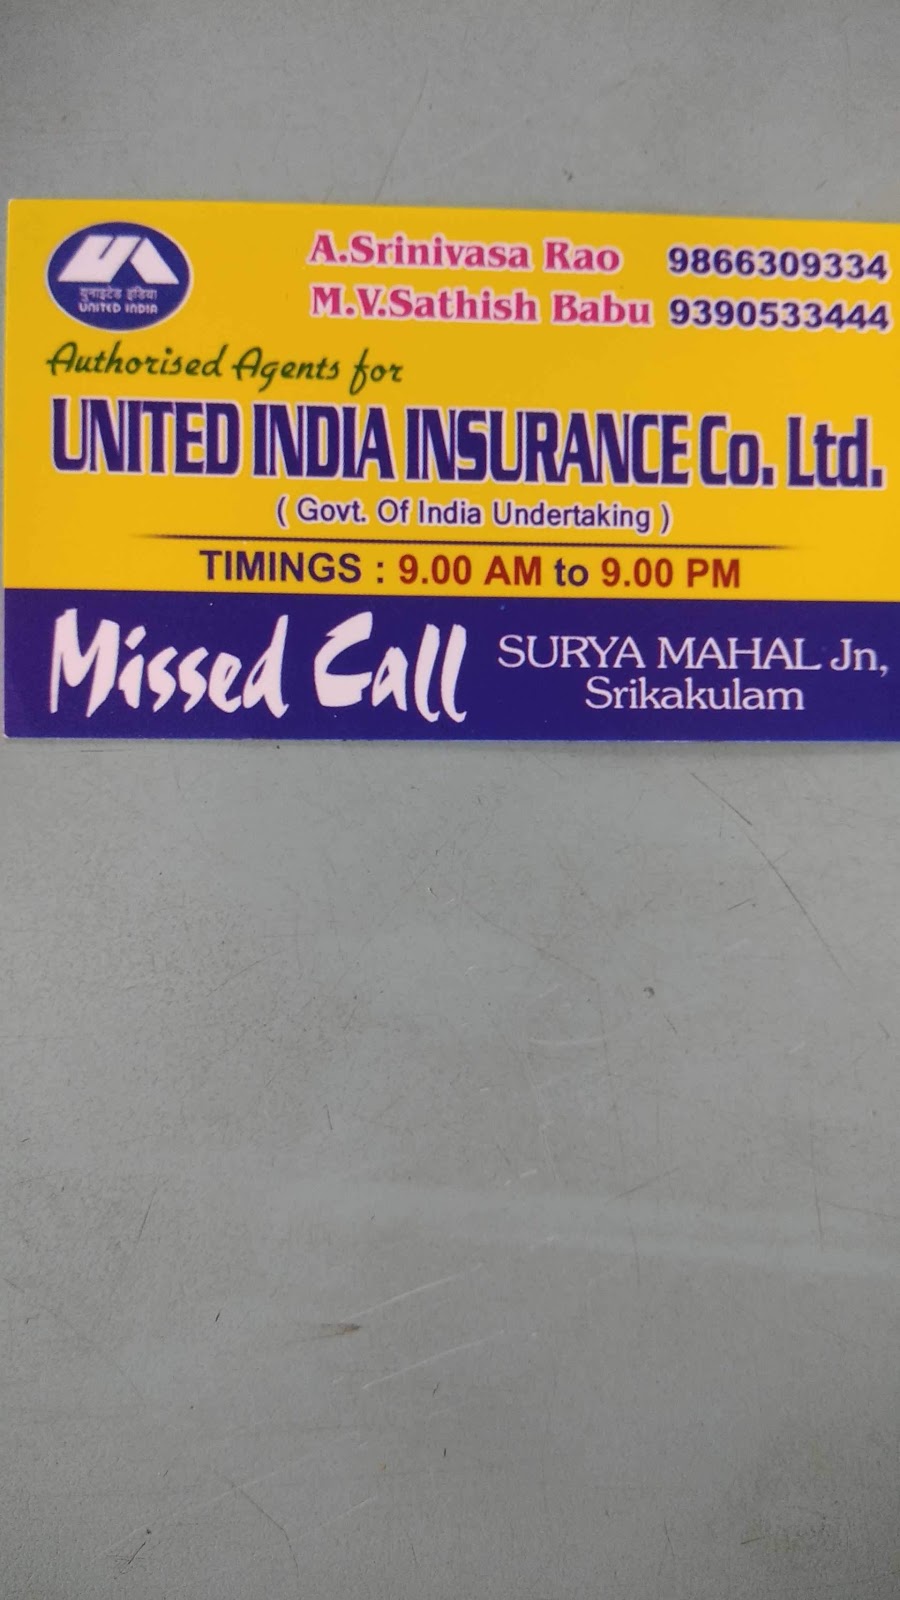 युनाइटेड इंडिया
UNITED INDIA
A.Srinivasa Rao 9866309334
M.V.Sathish Babu 9390533444
Authorised Agents for
UNITED INDIA INSURANCE Co. Ltd.
( Govt. Of India Undertaking )
TIMINGS : 9.00 AM to 9.00 PM
Missed Call SURYA MAHAL Jn,
Srikakulam